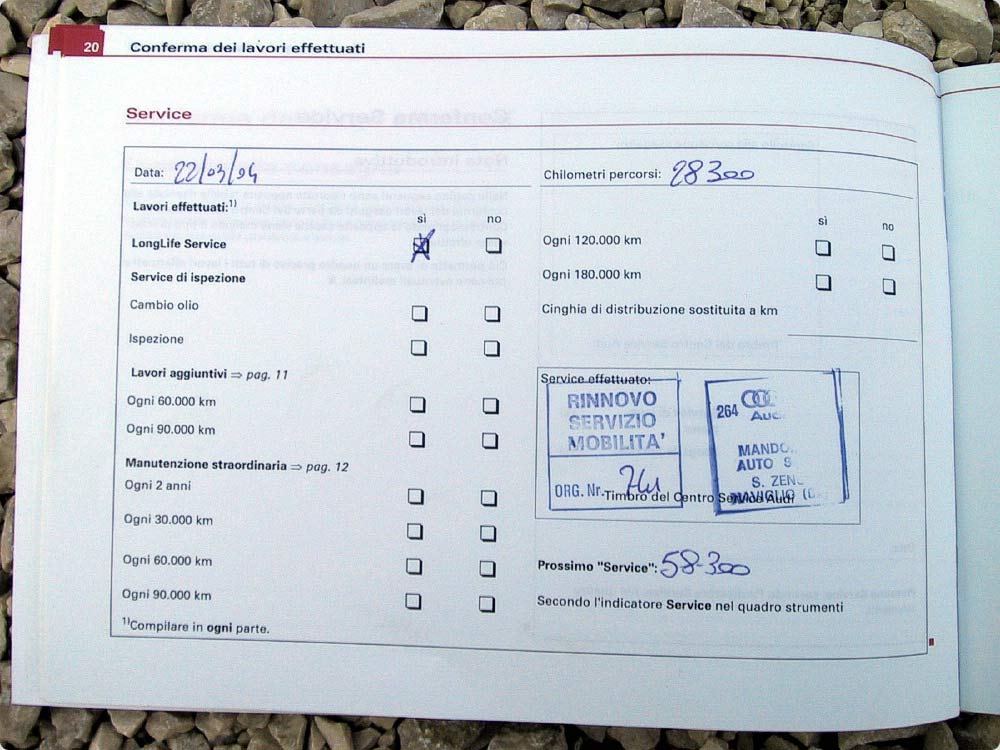 20 Conferma dei lavori effettuati
Service
Data: 22/03/04
Lavori effettuati:1)
sì no
LongLife Service
Service di ispezione
Cambio olio
Ispezione
Lavori aggiuntivi ⇒ pag. 11
Ogni 60.000 km
Ogni 90.000 km
Manutenzione straordinaria ⇒ pag. 12
Ogni 2 anni
Ogni 30.000 km
Ogni 60.000 km
Ogni 90.000 km
1)Compilare in ogni parte.
Chilometri percorsi: 28300
sì no
Ogni 120.000 km
Ogni 180.000 km
Cinghia di distribuzione sostituita a km
Service effettuato:
RINNOVO
SERVIZIO
MOBILITA'
ORG. Nr.
264 AUDI
AUTO S
S. ZEN
NAVIGLIO
Timbro del Centro Service Audi
Prossimo "Service": 58-300
Secondo l'indicatore Service nel quadro strumenti